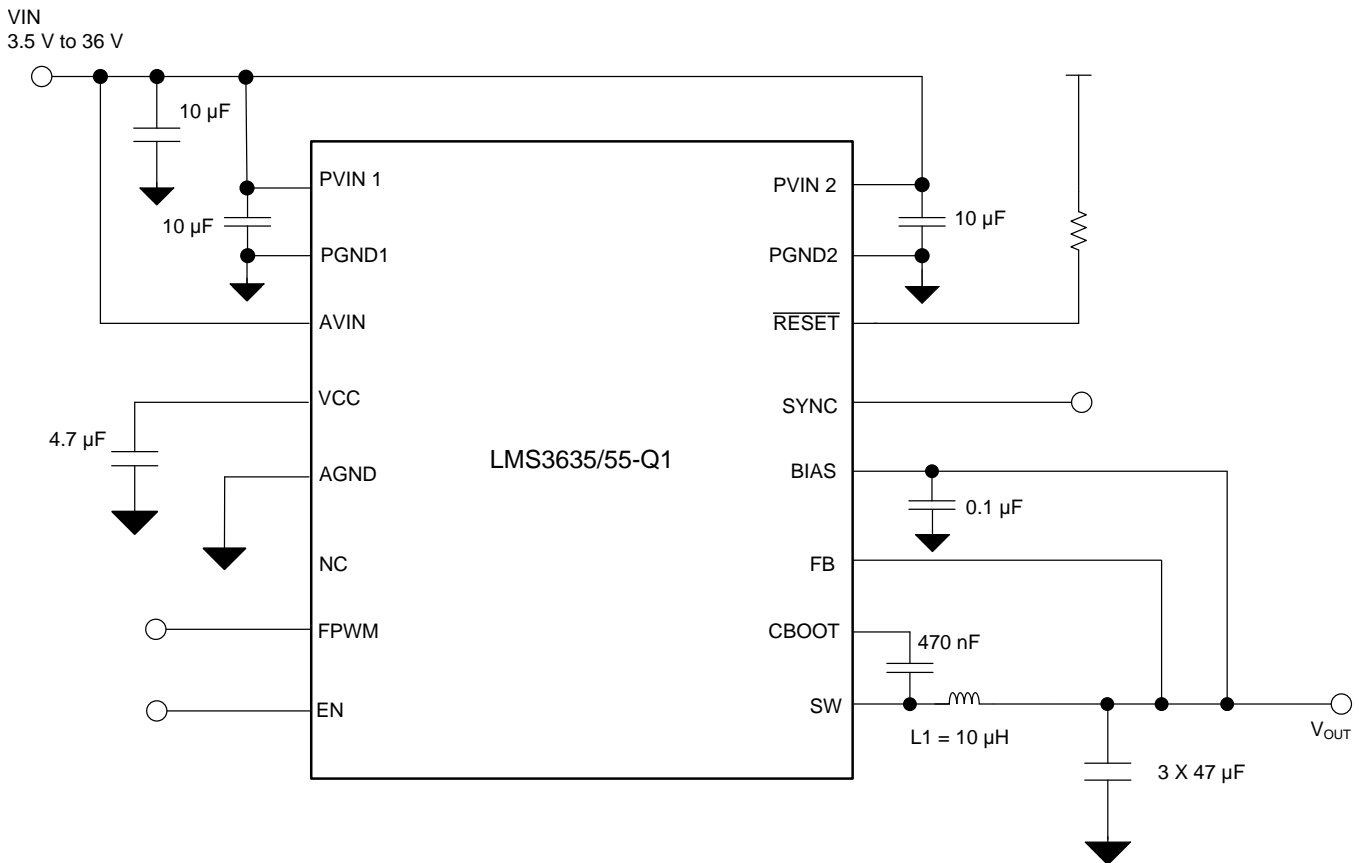 VIN
3.5 V to 36 V
10 µF
10 µF
10 µF
PVIN 1
PVIN 2
PGND1
PGND2
AVIN
RESET
VCC
SYNC
4.7 µF
LMS3635/55-Q1
AGND
BIAS
0.1 µF
NC
FB
FPWM
CBOOT
470 nF
EN
SW
L1 = 10 µH
VOUT
3 X 47 µF